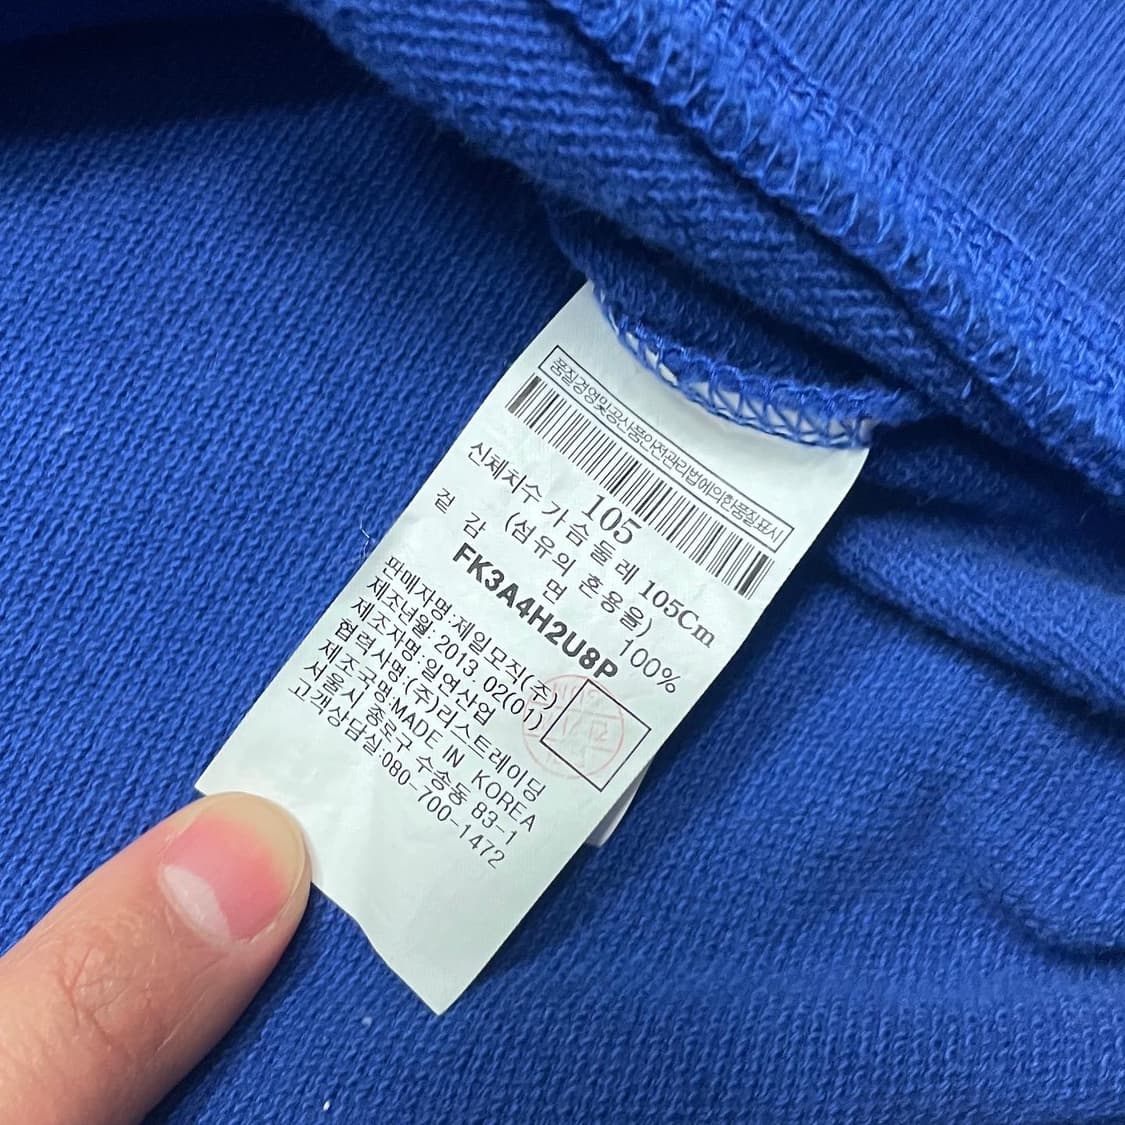 품질경영및공산품안전관리법에의한품질표시
105
신체치수 가슴둘레 105Cm
(섬유의 혼용율)
겉 감 면 100%
FK3A4H2U8P
판매자명:제일모직(주)
제조년월: 2013. 02(01)
제조자명:일연산업
협력사명:(주)리스트레이딩
제조국명:MADE IN KOREA
서울시 종로구 수송동 83-1
고객상담실:080-700-1472